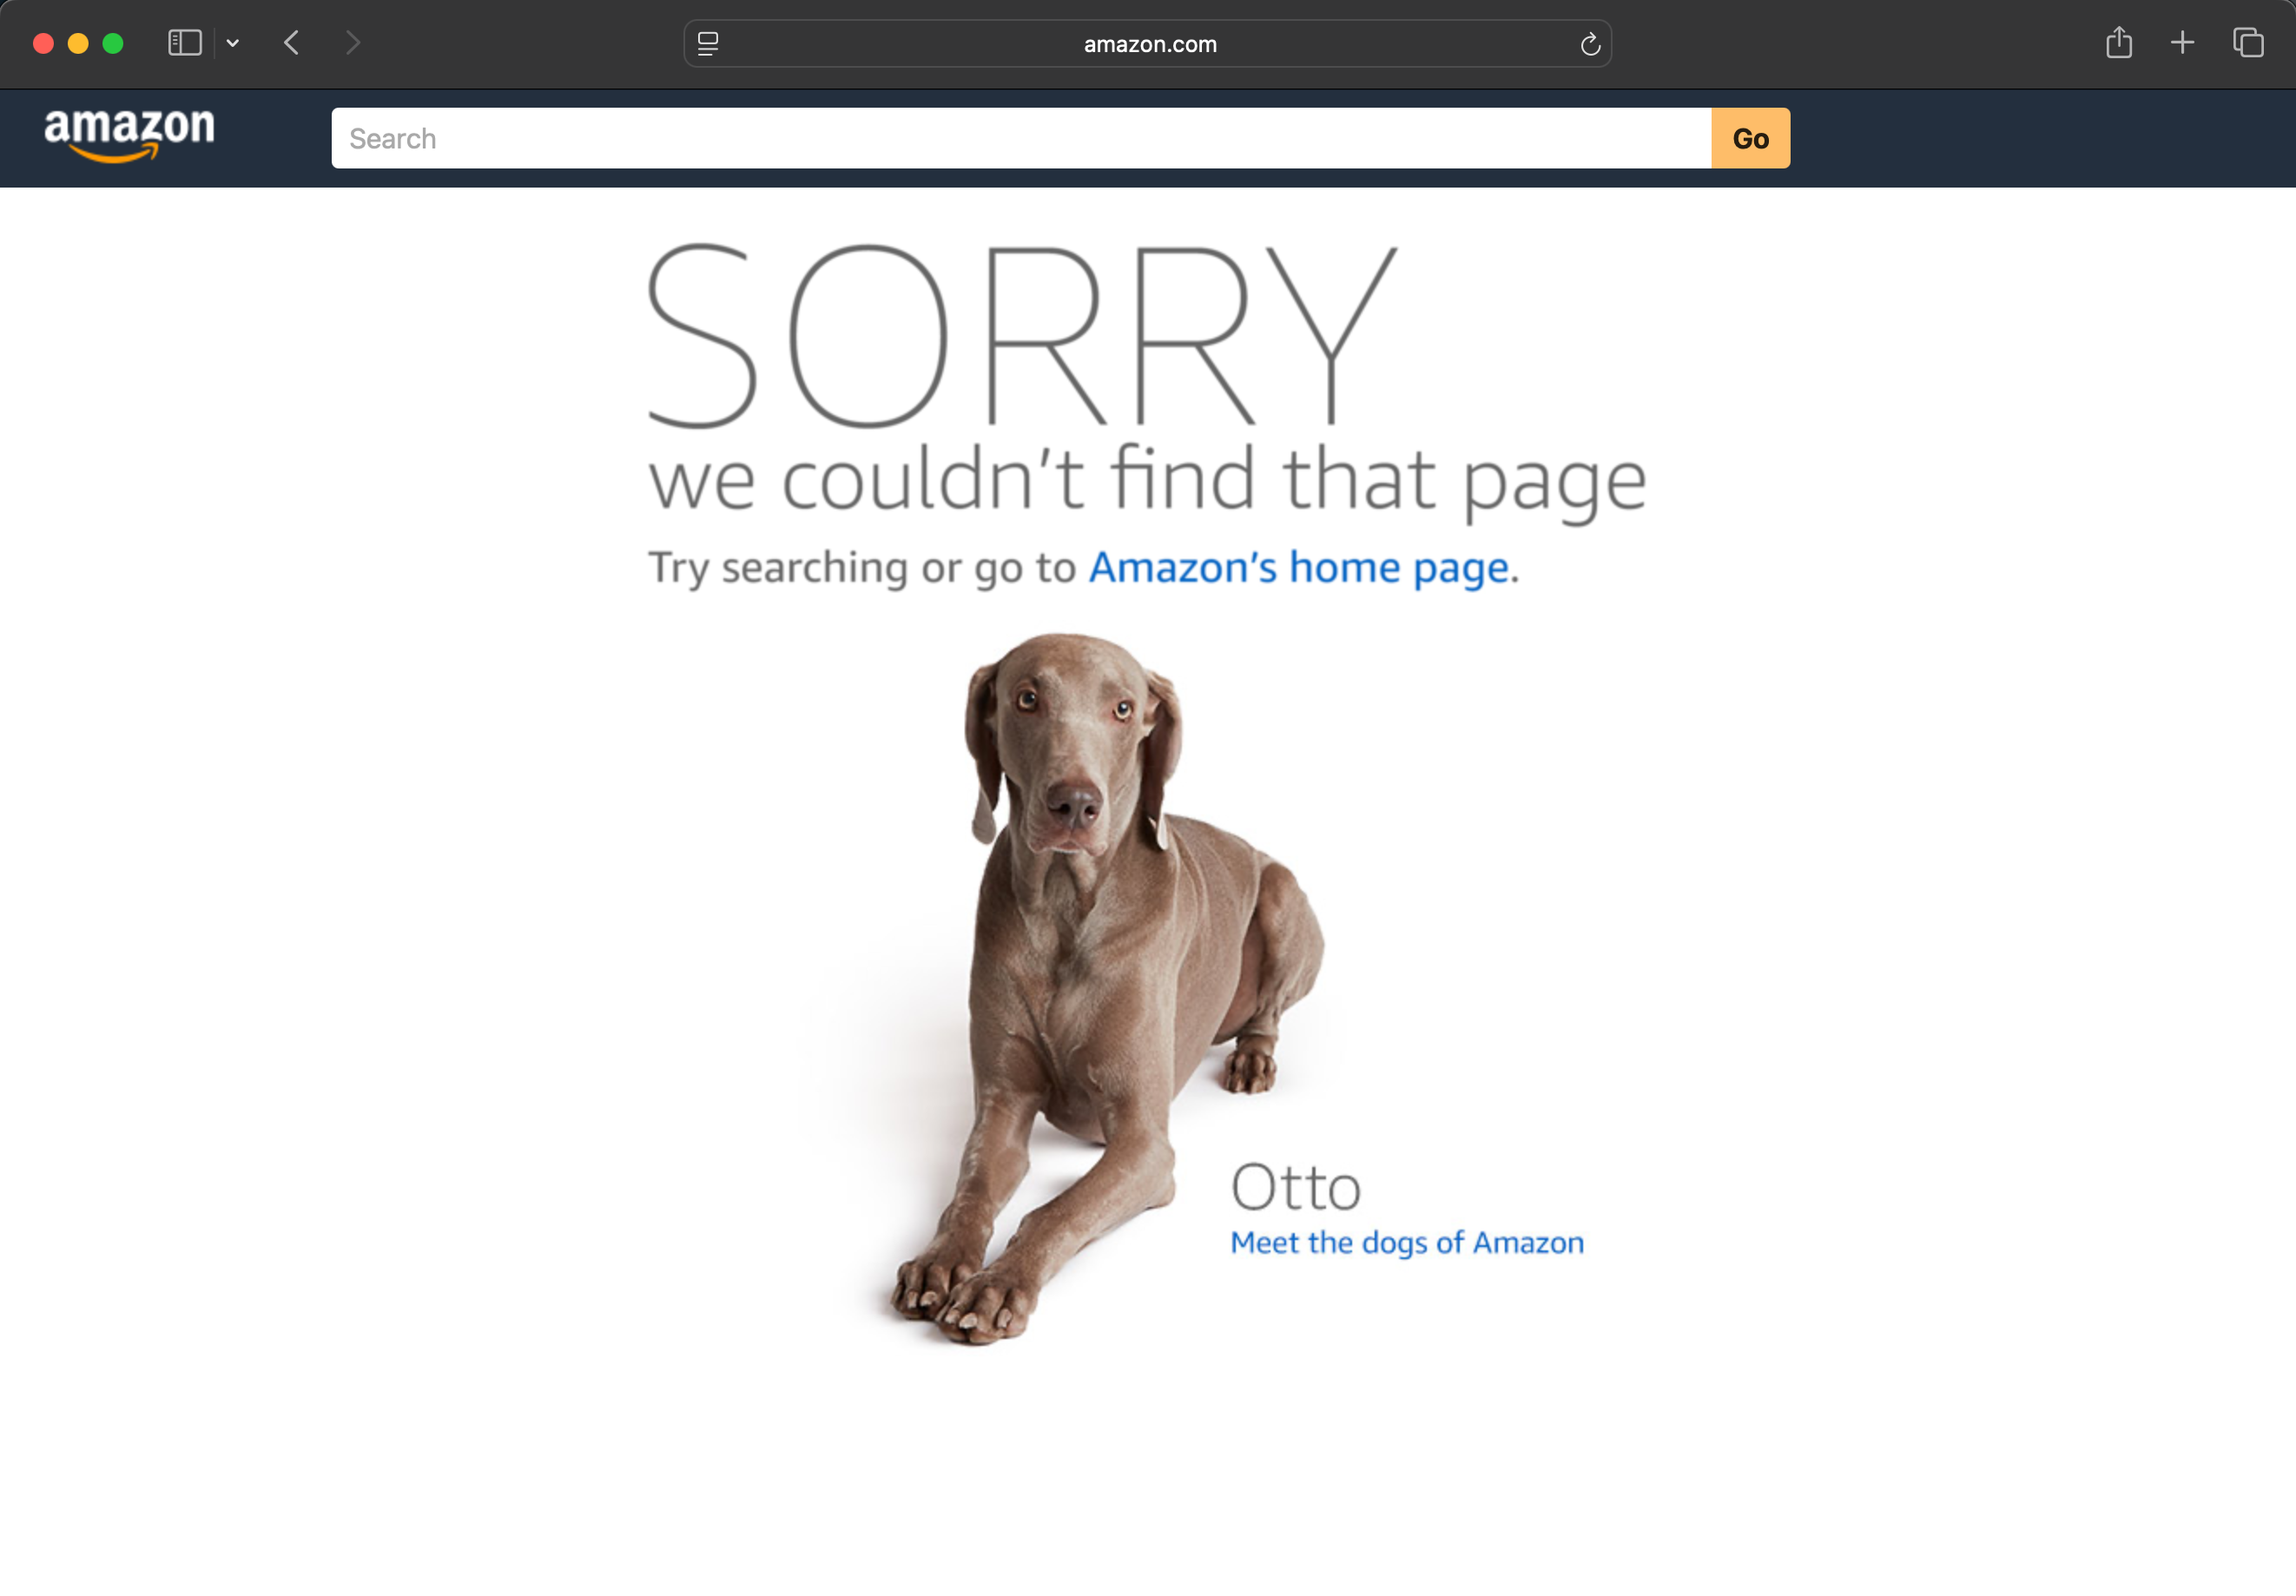 amazon.com
amazon
Search
Go
SORRY
we couldn’t find that page
Try searching or go to Amazon’s home page.
Otto
Meet the dogs of Amazon